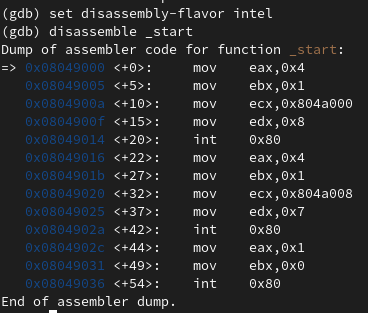 (gdb) set disassembly-flavor intel
(gdb) disassemble _start
Dump of assembler code for function _start:
=> 0x08049000 <+0>:     mov    eax,0x4
   0x08049005 <+5>:     mov    ebx,0x1
   0x0804900a <+10>:    mov    ecx,0x804a000
   0x0804900f <+15>:    mov    edx,0x8
   0x08049014 <+20>:    int    0x80
   0x08049016 <+22>:    mov    eax,0x4
   0x0804901b <+27>:    mov    ebx,0x1
   0x08049020 <+32>:    mov    ecx,0x804a008
   0x08049025 <+37>:    mov    edx,0x7
   0x0804902a <+42>:    int    0x80
   0x0804902c <+44>:    mov    eax,0x1
   0x08049031 <+49>:    mov    ebx,0x0
   0x08049036 <+54>:    int    0x80
End of assembler dump.